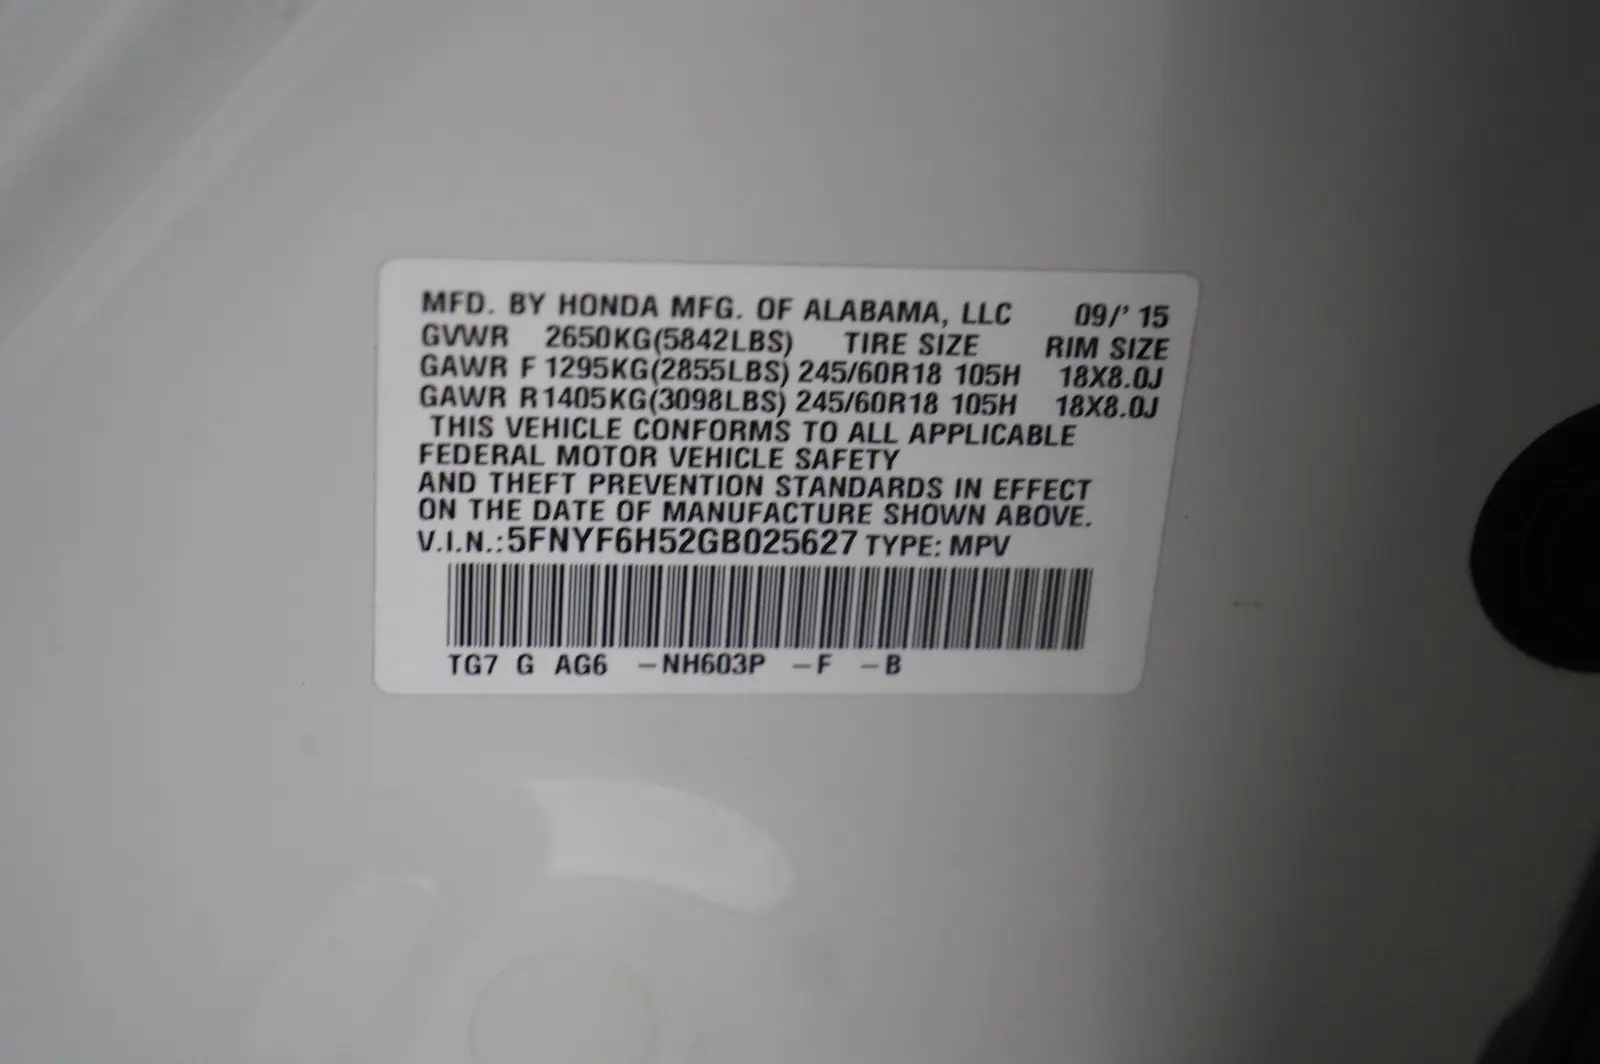 MFD. BY HONDA MFG. OF ALABAMA, LLC 09/' 15
GVWR 2650KG(5842LBS) TIRE SIZE RIM SIZE
GAWR F 1295KG(2855LBS) 245/60R18 105H 18X8.0J
GAWR R1405KG(3098LBS) 245/60R18 105H 18X8.0J
THIS VEHICLE CONFORMS TO ALL APPLICABLE
FEDERAL MOTOR VEHICLE SAFETY
AND THEFT PREVENTION STANDARDS IN EFFECT
ON THE DATE OF MANUFACTURE SHOWN ABOVE.
V.I.N.:5FNYF6H52GB025627 TYPE: MPV
TG7 G AG6 -NH603P -F -B